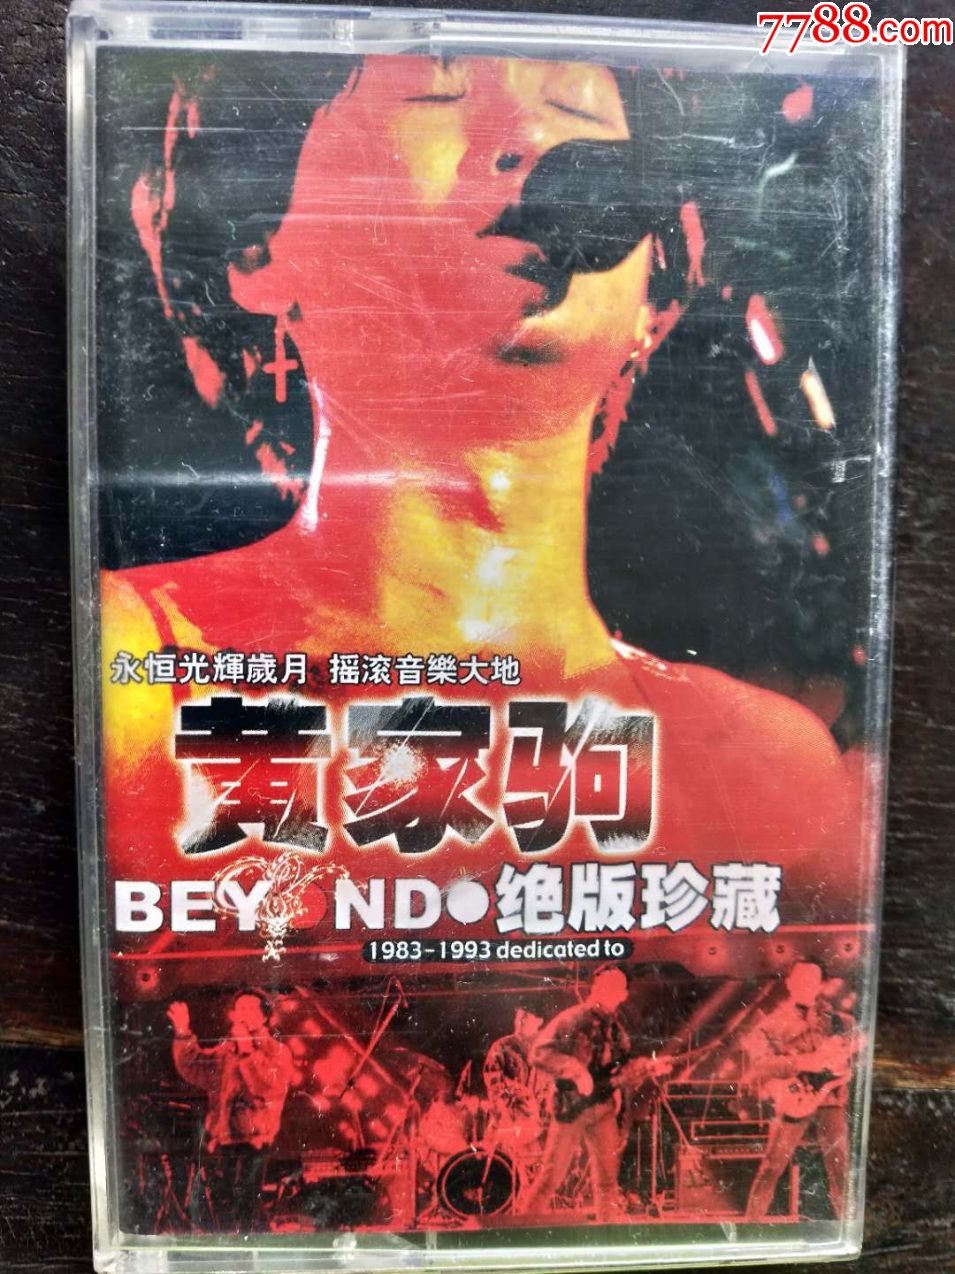 7788.com
永恒光輝歲月 摇滚音樂大地
黄家驹
BEYOND●绝版珍藏
1983-1993 dedicated to